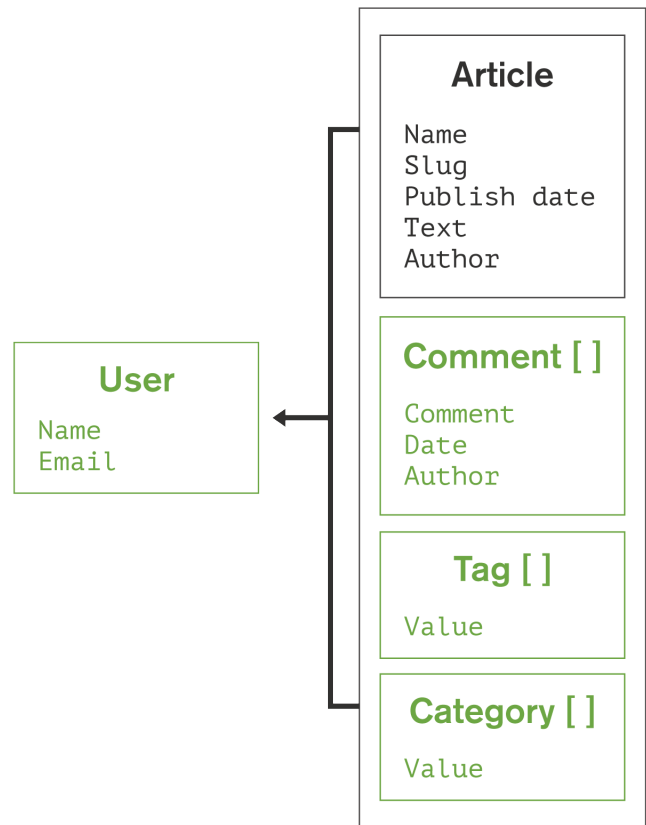 Article
Name
Slug
Publish date
Text
Author
User
Name
Email
Comment [ ]
Comment
Date
Author
Tag [ ]
Value
Category [ ]
Value